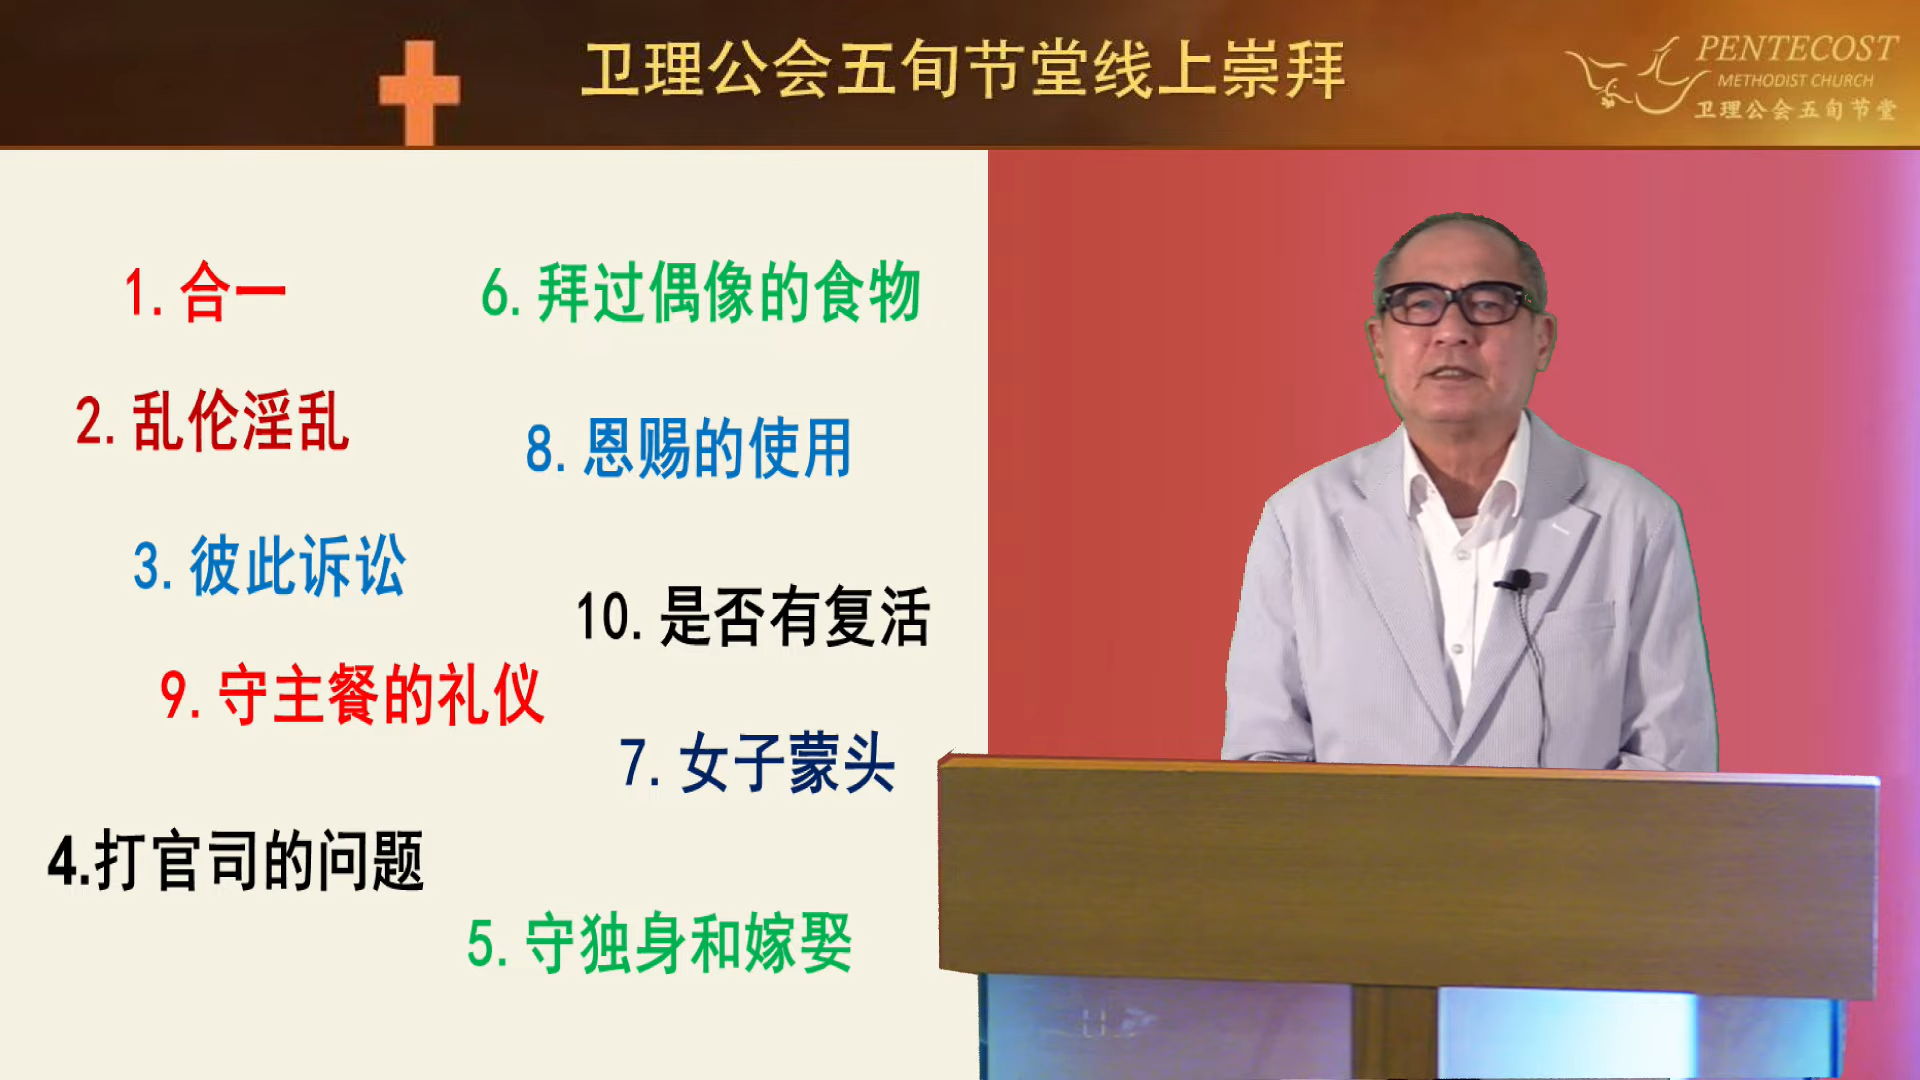 卫理公会五旬节堂线上崇拜
PENTECOST
METHODIST CHURCH
卫理公会五旬节堂
1. 合一
6. 拜过偶像的食物
2. 乱伦淫乱
8. 恩赐的使用
3. 彼此诉讼
10. 是否有复活
9. 守主餐的礼仪
7. 女子蒙头
4.打官司的问题
5. 守独身和嫁娶